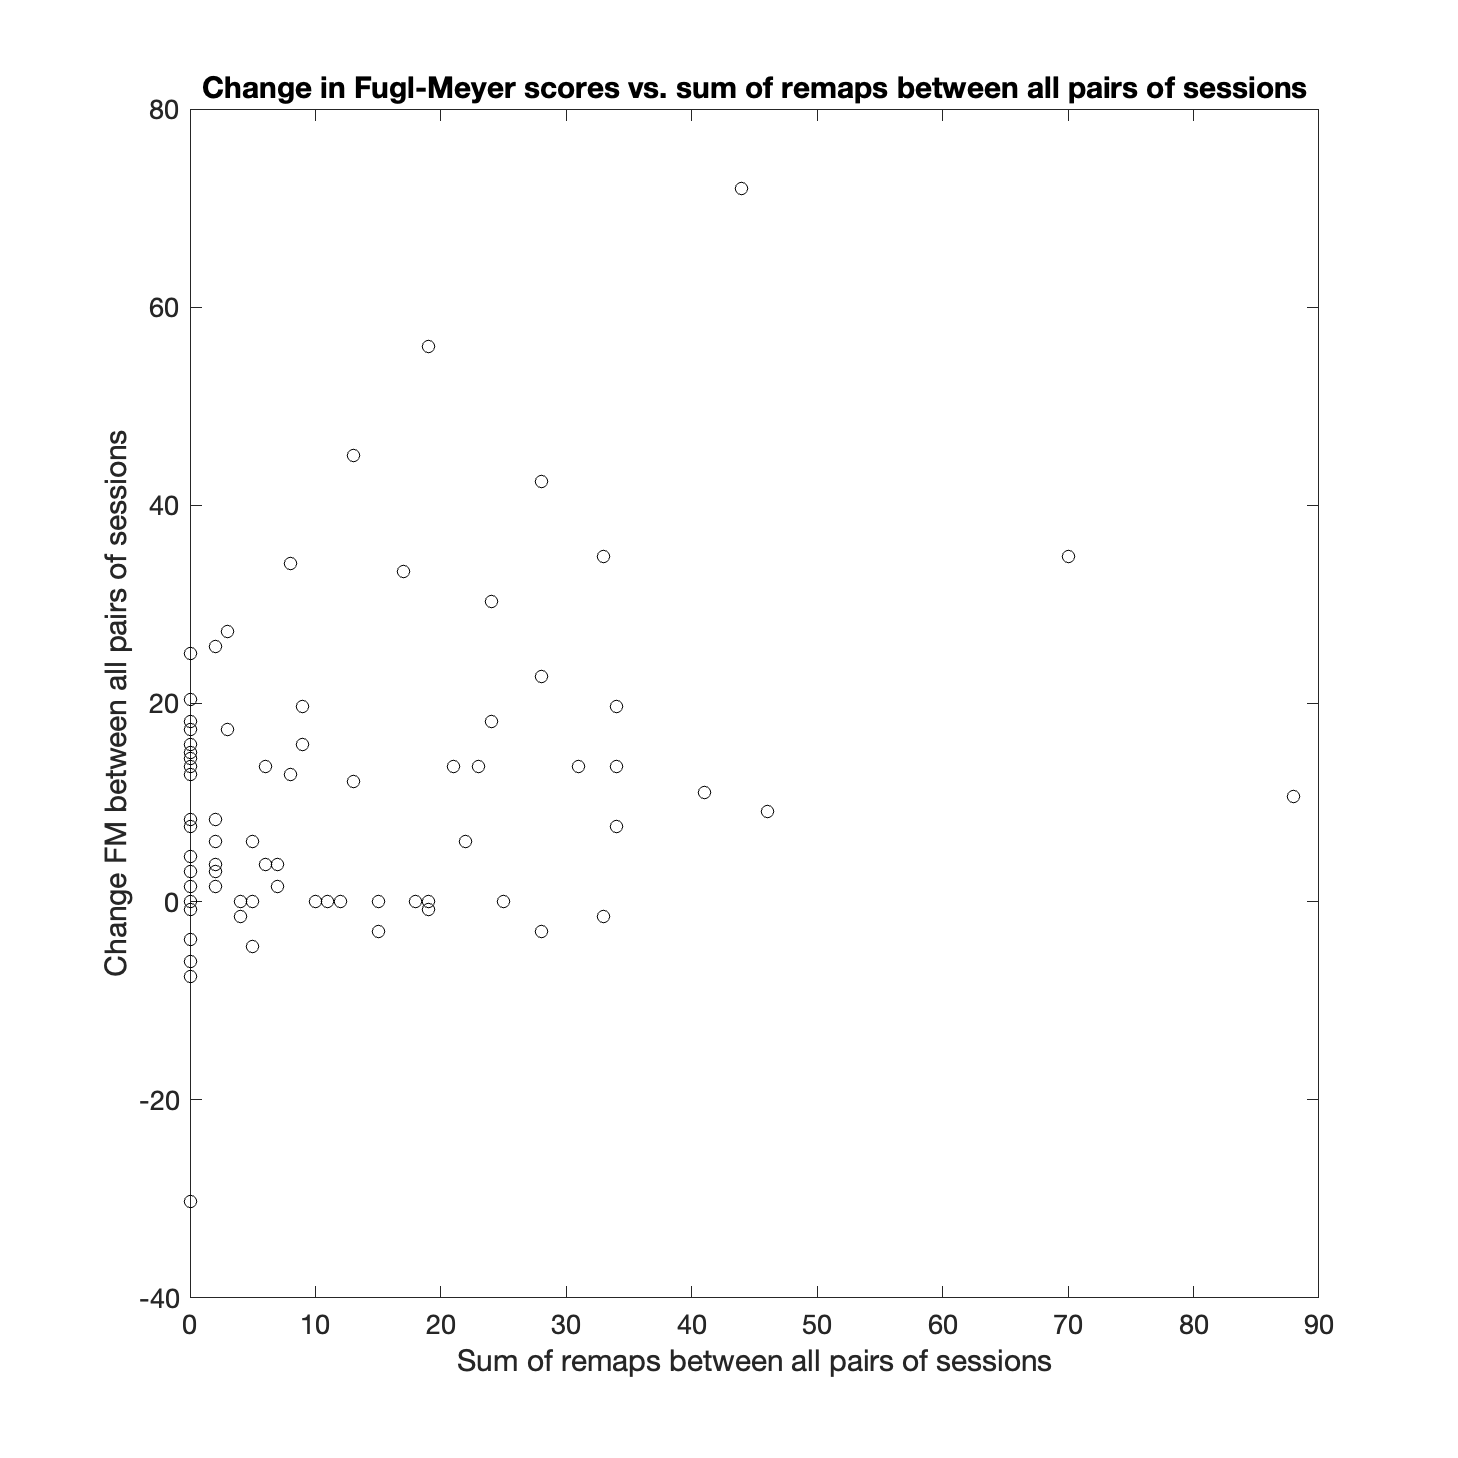 Change in Fugl-Meyer scores vs. sum of remaps between all pairs of sessions
80
60
40
20
0
-20
-40
Change FM between all pairs of sessions
0 10 20 30 40 50 60 70 80 90
Sum of remaps between all pairs of sessions